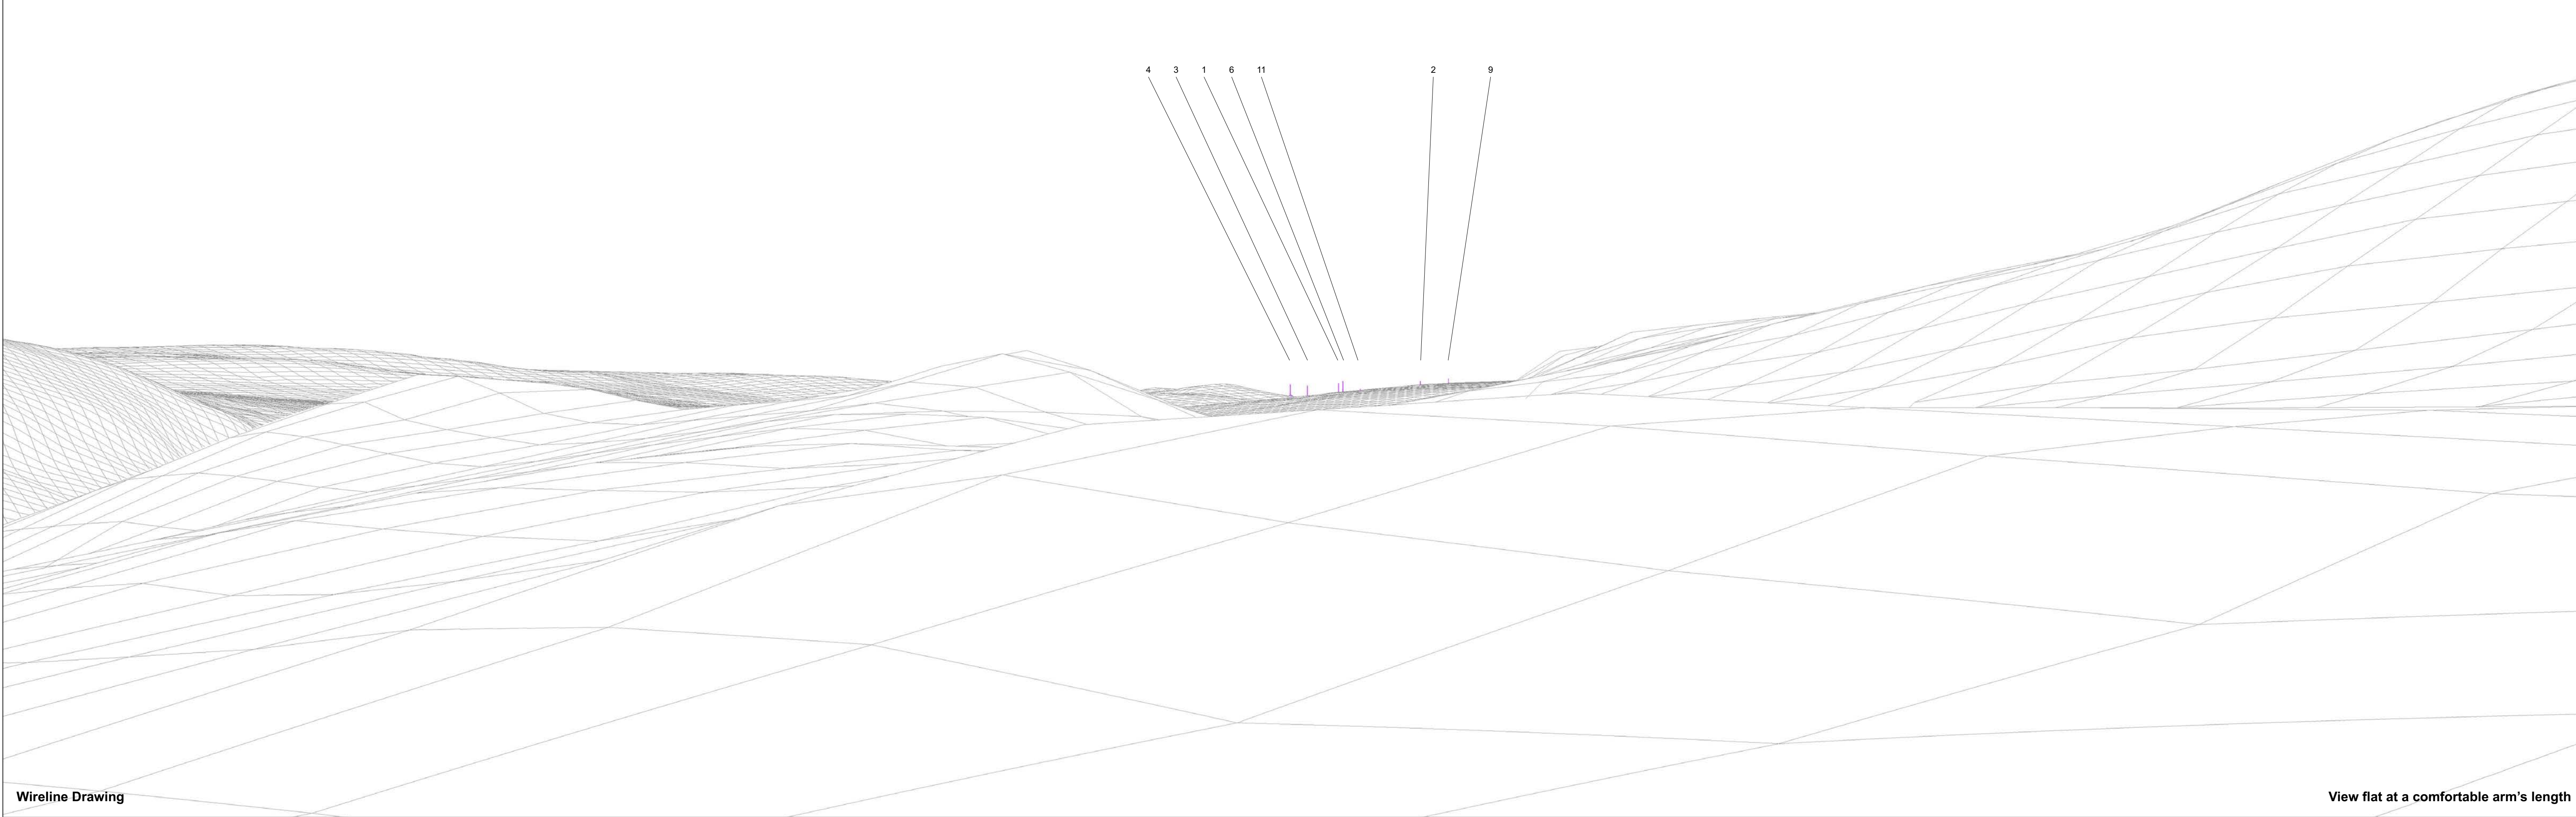 4 3 1 6 11 2 9
Wireline Drawing
View flat at a comfortable arm’s length